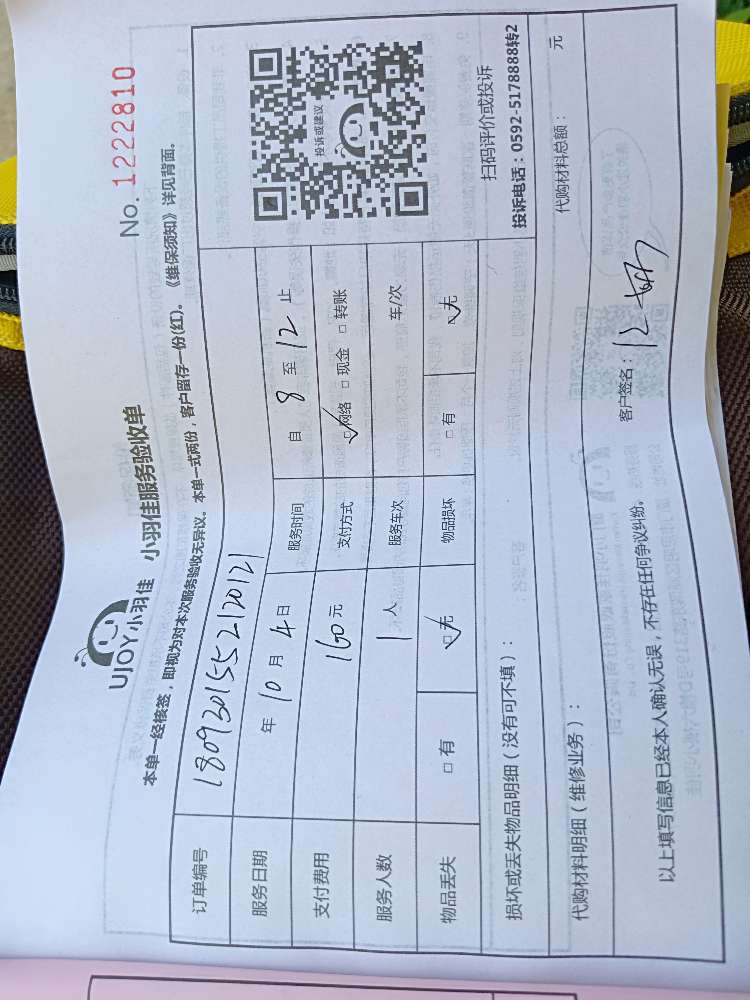 UJOY小羽佳 小羽佳服务验收单
No. 1222810
本单一经核签，即视为对本次服务验收无异议。本单一式两份，客户留存一份(红)。《维保须知》详见背面。
订单编号 1809301552120121
服务日期 年 10 月 4 日 服务时间 自 8 至 12 止
支付费用 160 元 支付方式 ☑网络 □现金 □转账
服务人数 1 人 服务车次 车/次
物品丢失 □有 ☑无 物品损坏 □有 ☑无
投诉或建议
扫码评价或投诉
投诉电话：0592-5178888转2
损坏或丢失物品明细（没有可不填）：
代购材料明细（维修业务）： 代购材料总额： 元
以上填写信息已经本人确认无误，不存在任何争议纠纷。
客户签名：